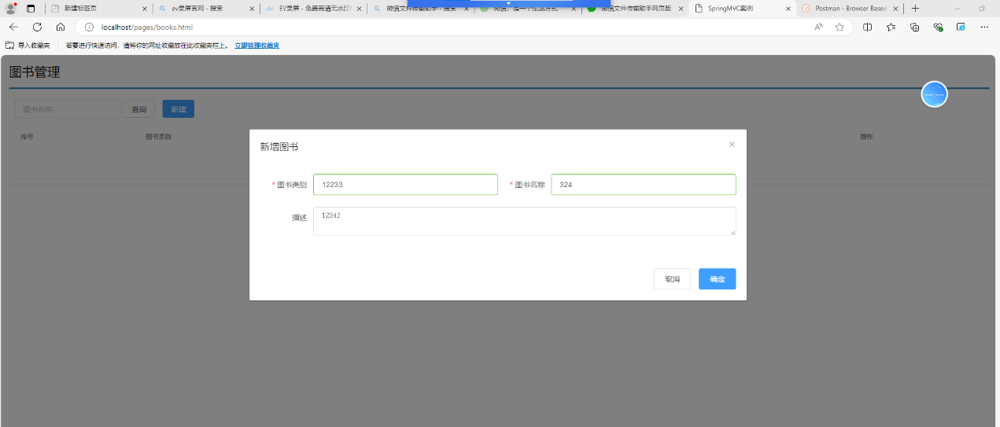 新建标签页
ev录屏官网 - 搜索
EV录屏 - 免费高清无水印
微信文件传输助手 - 搜索
微信，是一个生活方式
微信文件传输助手网页版
SpringMVC案例
Postman - Browser Based
localhost/pages/books.html
导入收藏夹
若要进行快速访问，请将你的网址收藏放在此收藏夹栏上。 立即管理收藏夹
图书管理
图书名称 查询 新建
序号 图书类别 操作
新增图书
* 图书类别 12233 * 图书名称 324
描述 12342
取消 确定